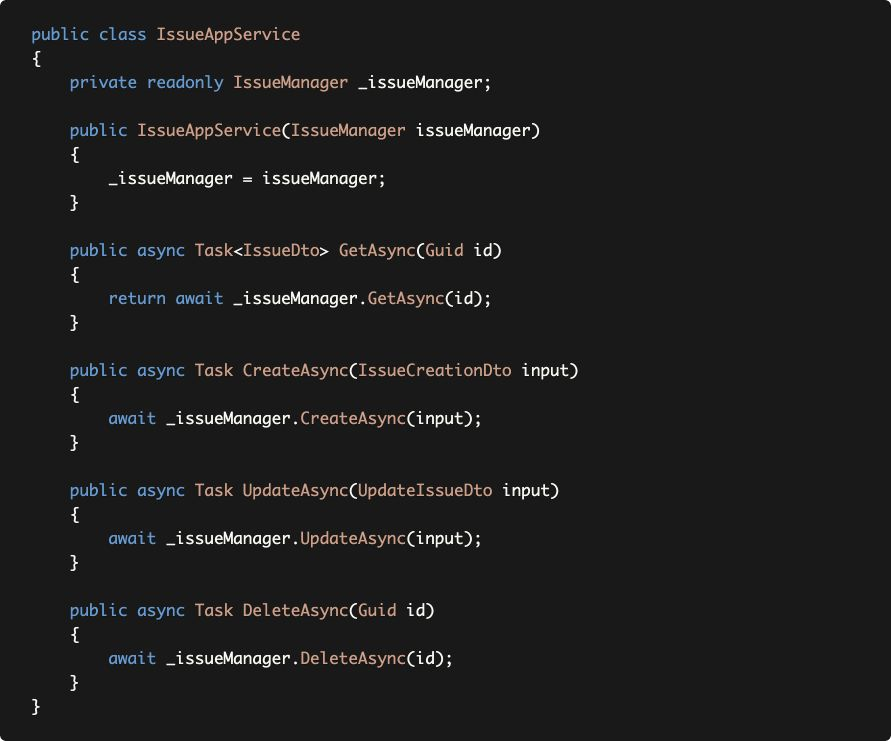 public class IssueAppService
{
    private readonly IssueManager _issueManager;

    public IssueAppService(IssueManager issueManager)
    {
        _issueManager = issueManager;
    }

    public async Task<IssueDto> GetAsync(Guid id)
    {
        return await _issueManager.GetAsync(id);
    }

    public async Task CreateAsync(IssueCreationDto input)
    {
        await _issueManager.CreateAsync(input);
    }

    public async Task UpdateAsync(UpdateIssueDto input)
    {
        await _issueManager.UpdateAsync(input);
    }

    public async Task DeleteAsync(Guid id)
    {
        await _issueManager.DeleteAsync(id);
    }
}